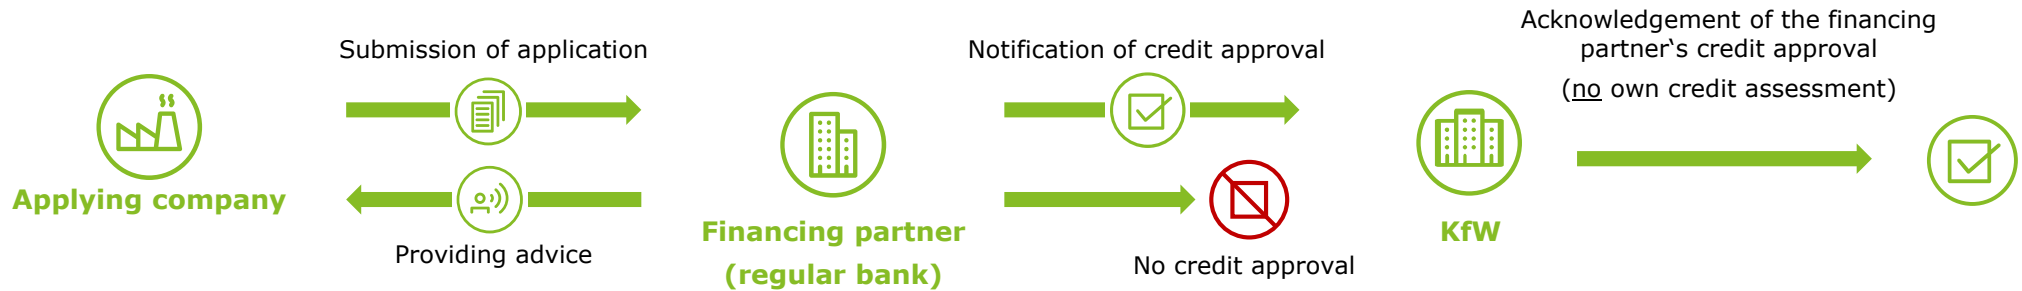 Submission of application
Applying company
Providing advice
Financing partner
(regular bank)
Notification of credit approval
No credit approval
KfW
Acknowledgement of the financing
partner‘s credit approval
(no own credit assessment)